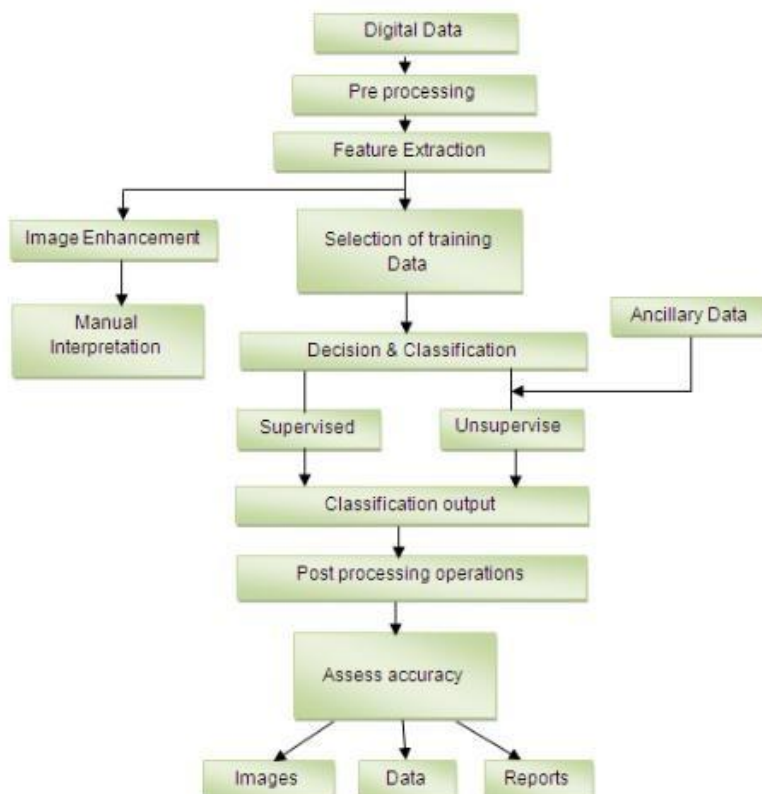 Digital Data
Pre processing
Feature Extraction
Image Enhancement
Selection of training
Data
Manual
Interpretation
Ancillary Data
Decision & Classification
Supervised
Unsupervise
Classification output
Post processing operations
Assess accuracy
Images
Data
Reports